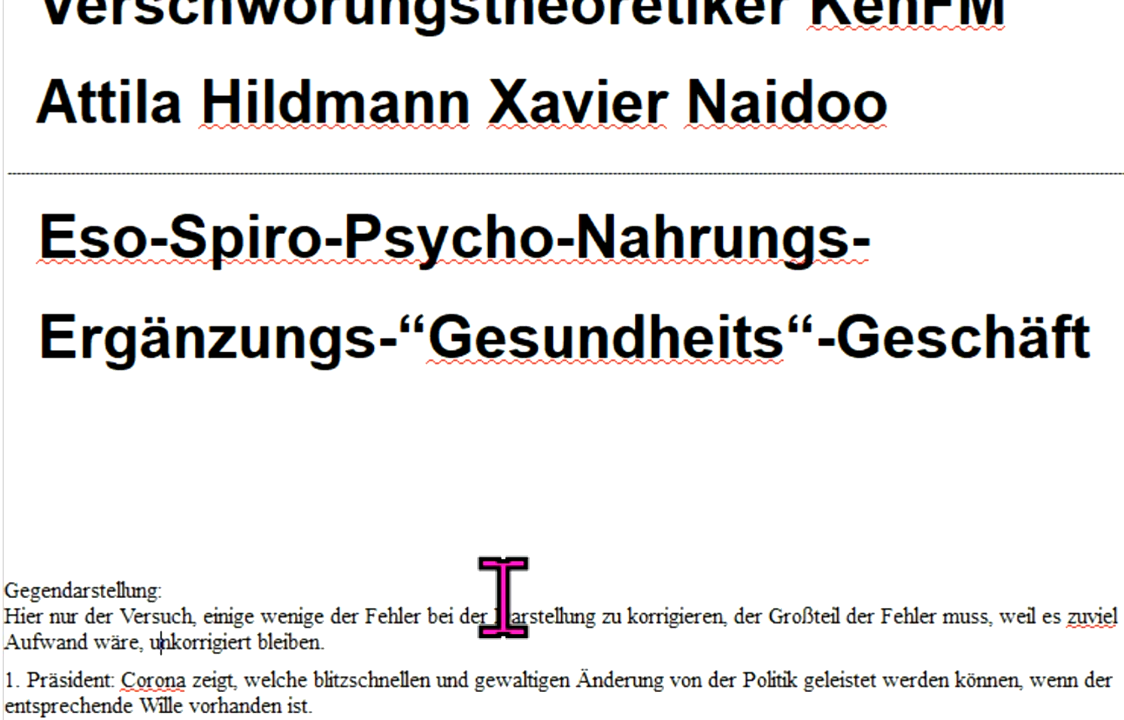 Verschwörungstheoretiker KenFM
Attila Hildmann Xavier Naidoo
Eso-Spiro-Psycho-Nahrungs-
Ergänzungs-“Gesundheits“-Geschäft
Gegendarstellung:
Hier nur der Versuch, einige wenige der Fehler bei der Darstellung zu korrigieren, der Großteil der Fehler muss, weil es zuviel
Aufwand wäre, unkorrigiert bleiben.
1. Präsident: Corona zeigt, welche blitzschnellen und gewaltigen Änderung von der Politik geleistet werden können, wenn der
entsprechende Wille vorhanden ist.